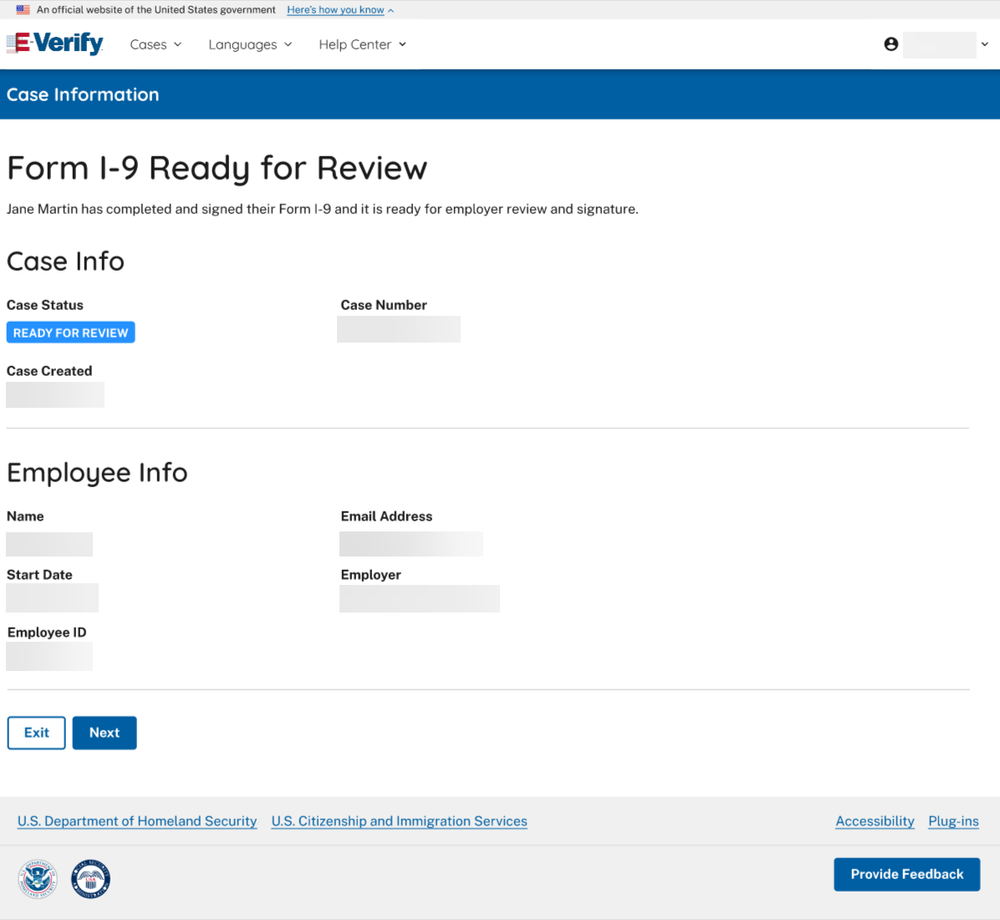 An official website of the United States government Here's how you know
E-Verify Cases Languages Help Center
Case Information
Form I-9 Ready for Review
Jane Martin has completed and signed their Form I-9 and it is ready for employer review and signature.
Case Info
Case Status Case Number
READY FOR REVIEW
Case Created
Employee Info
Name Email Address
Start Date Employer
Employee ID
Exit Next
U.S. Department of Homeland Security U.S. Citizenship and Immigration Services Accessibility Plug-ins
Provide Feedback